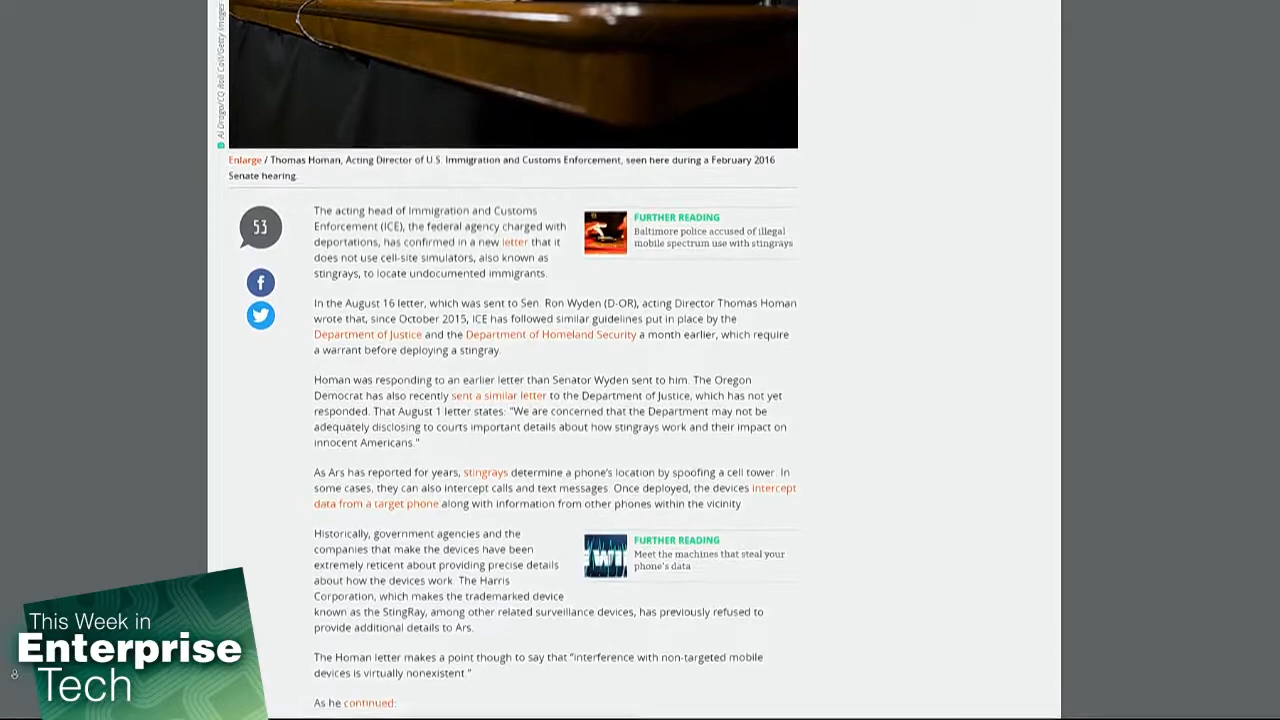 Al Drago/CQ Roll Call/Getty Images
Enlarge / Thomas Homan, Acting Director of U.S. Immigration and Customs Enforcement, seen here during a February 2016
Senate hearing.
53
The acting head of Immigration and Customs
Enforcement (ICE), the federal agency charged with
deportations, has confirmed in a new letter that it
does not use cell-site simulators, also known as
stingrays, to locate undocumented immigrants.
FURTHER READING
Baltimore police accused of illegal
mobile spectrum use with stingrays
In the August 16 letter, which was sent to Sen. Ron Wyden (D-OR), acting Director Thomas Homan
wrote that, since October 2015, ICE has followed similar guidelines put in place by the
Department of Justice and the Department of Homeland Security a month earlier, which require
a warrant before deploying a stingray.
Homan was responding to an earlier letter than Senator Wyden sent to him. The Oregon
Democrat has also recently sent a similar letter to the Department of Justice, which has not yet
responded. That August 1 letter states: "We are concerned that the Department may not be
adequately disclosing to courts important details about how stingrays work and their impact on
innocent Americans."
As Ars has reported for years, stingrays determine a phone's location by spoofing a cell tower. In
some cases, they can also intercept calls and text messages. Once deployed, the devices intercept
data from a target phone along with information from other phones within the vicinity
Historically, government agencies and the
companies that make the devices have been
extremely reticent about providing precise details
about how the devices work. The Harris
Corporation, which makes the trademarked device
known as the StingRay, among other related surveillance devices, has previously refused to
provide additional details to Ars.
FURTHER READING
Meet the machines that steal your
phone's data
The Homan letter makes a point though to say that "interference with non-targeted mobile
devices is virtually nonexistent."
As he continued:
This Week in
Enterprise
Tech
8